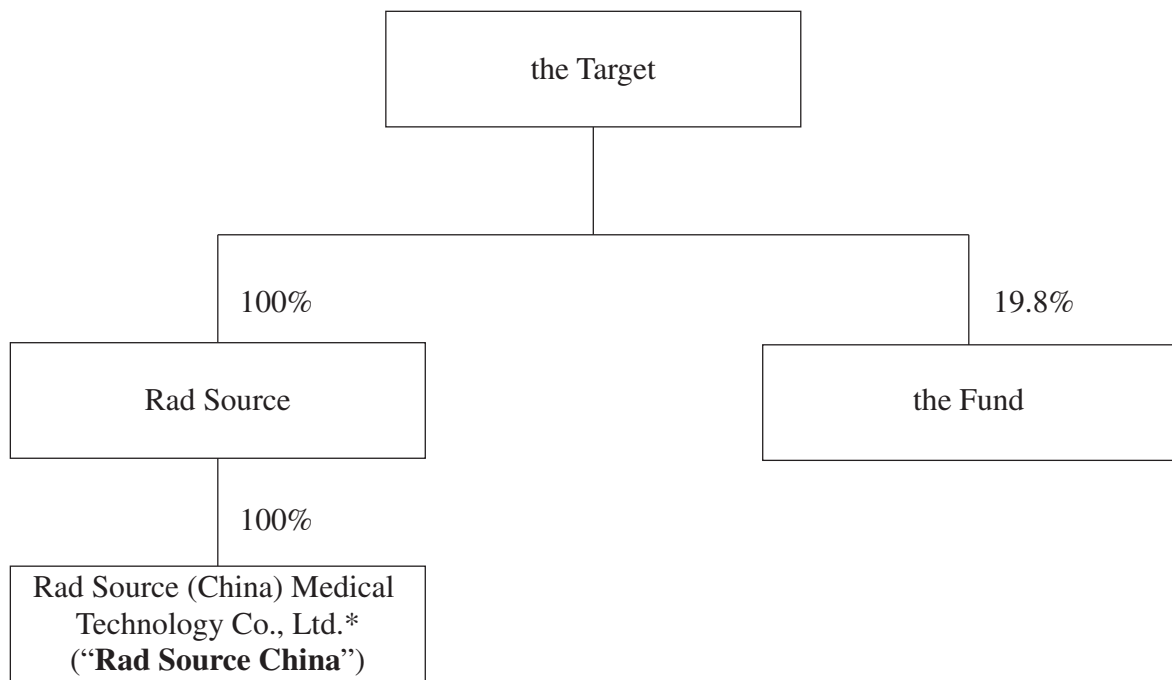 the Target
100%
19.8%
Rad Source
the Fund
100%
Rad Source (China) Medical
Technology Co., Ltd.*
(“Rad Source China”)